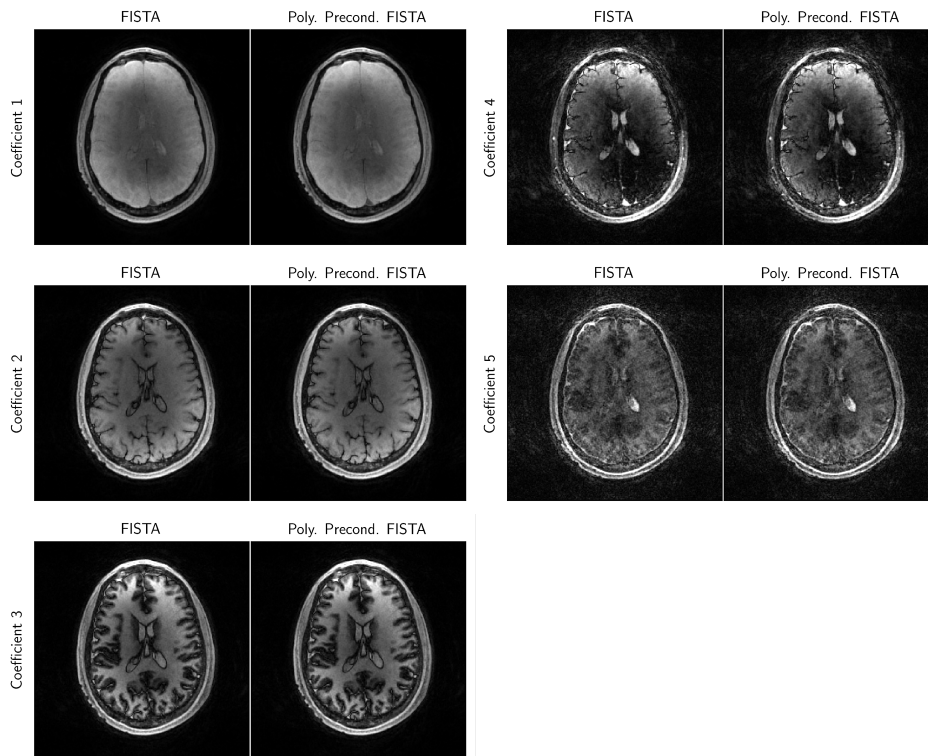 FISTA
Poly. Precond. FISTA
Coefficient 1
FISTA
Poly. Precond. FISTA
Coefficient 2
FISTA
Poly. Precond. FISTA
Coefficient 3
FISTA
Poly. Precond. FISTA
Coefficient 4
FISTA
Poly. Precond. FISTA
Coefficient 5